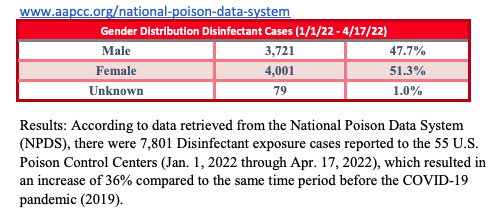 www.aapcc.org/national-poison-data-system
Gender Distribution Disinfectant Cases (1/1/22 - 4/17/22)
Male 3,721 47.7%
Female 4,001 51.3%
Unknown 79 1.0%
Results: According to data retrieved from the National Poison Data System
(NPDS), there were 7,801 Disinfectant exposure cases reported to the 55 U.S.
Poison Control Centers (Jan. 1, 2022 through Apr. 17, 2022), which resulted in
an increase of 36% compared to the same time period before the COVID-19
pandemic (2019).